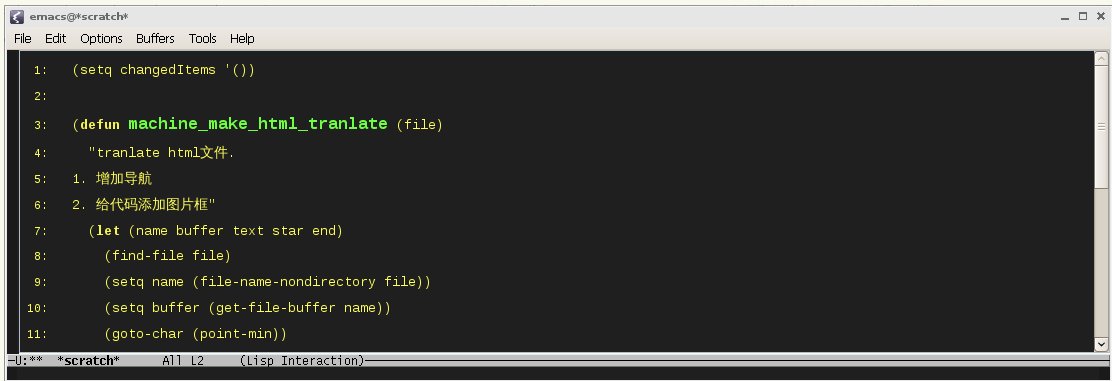 emacs@*scratch*
File Edit Options Buffers Tools Help
1: (setq changedItems '())
2:
3: (defun machine_make_html_tranlate (file)
4: "tranlate html文件.
5: 1. 增加导航
6: 2. 给代码添加图片框"
7: (let (name buffer text star end)
8: (find-file file)
9: (setq name (file-name-nondirectory file))
10: (setq buffer (get-file-buffer name))
11: (goto-char (point-min))
-U:** *scratch* All L2 (Lisp Interaction)